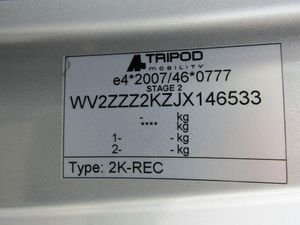 TRIPOD
MOBILITY
e4*2007/46*0777
STAGE 2
WV2ZZZ2KZJX146533
- kg
**** kg
1- - kg
2- - kg
Type: 2K-REC